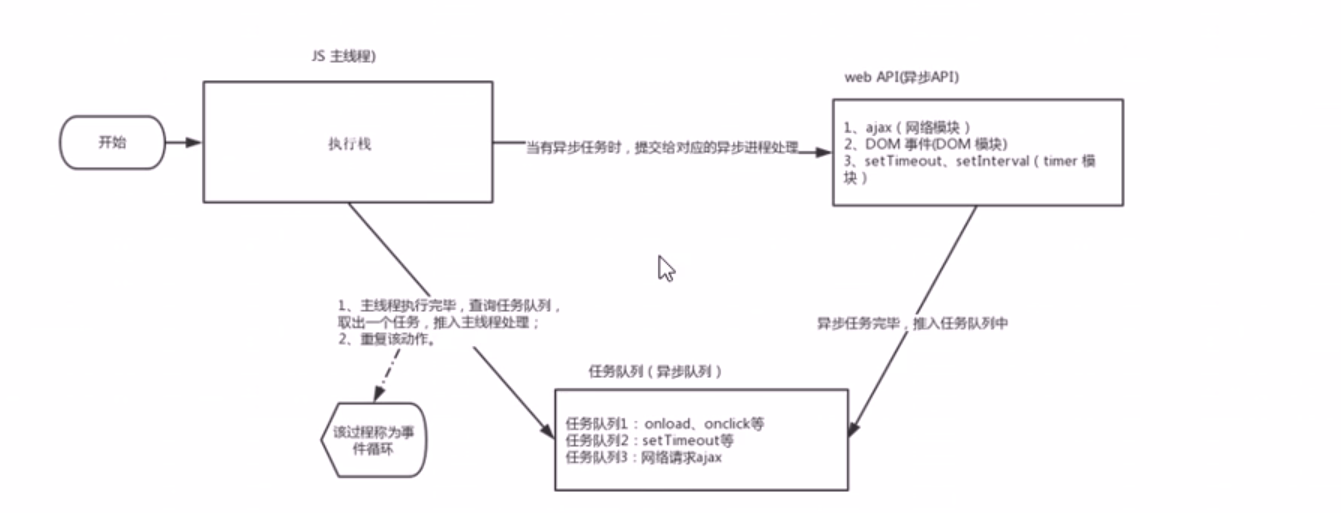 JS 主线程)
web API(异步API)
开始
执行栈
当有异步任务时，提交给对应的异步进程处理
1、ajax（网络模块）
2、DOM 事件(DOM 模块)
3、setTimeout、setInterval（timer 模
块）
1、主线程执行完毕，查询任务队列，
取出一个任务，推入主线程处理；
2、重复该动作。
异步任务完毕，推入任务队列中
任务队列（异步队列）
任务队列1：onload、onclick等
任务队列2：setTimeout等
任务队列3：网络请求ajax
该过程称为事
件循环